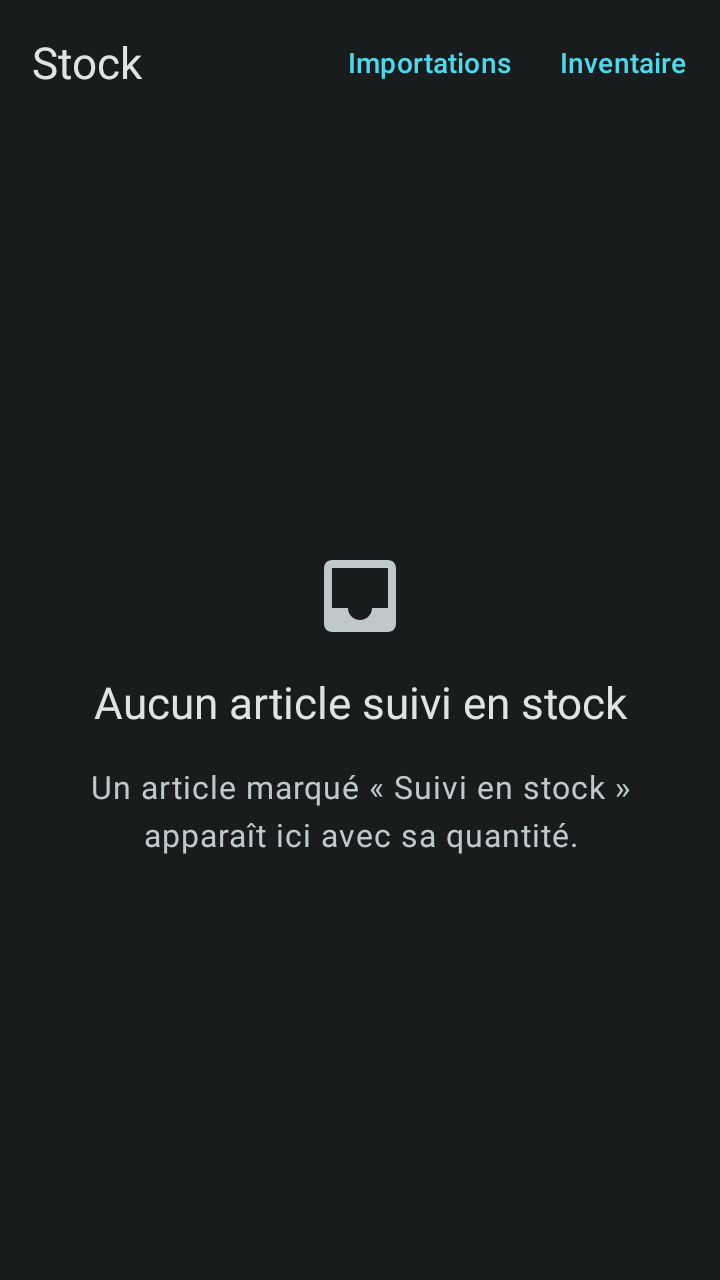 Stock
Importations
Inventaire
Aucun article suivi en stock
Un article marqué « Suivi en stock »
apparaît ici avec sa quantité.